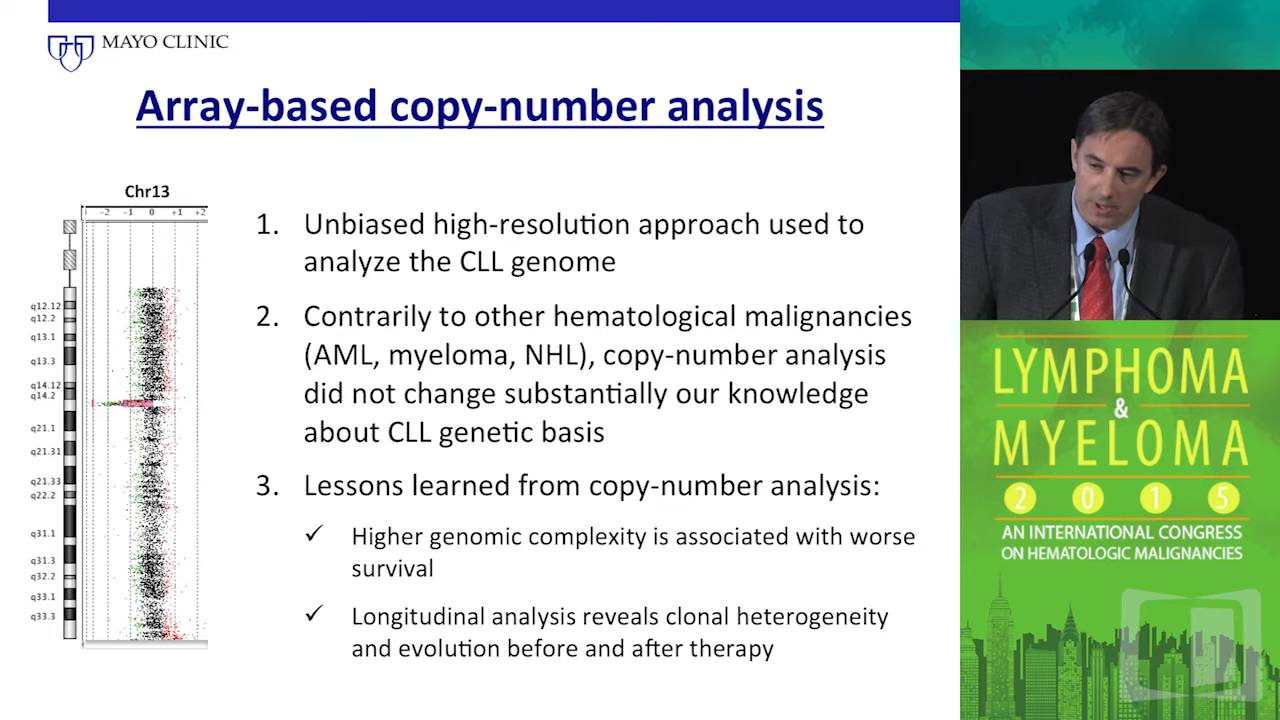 MAYO CLINIC
Array-based copy-number analysis
Chr13
-2 -1 0 +1 +2
q12.12
q12.2
q13.1
q13.3
q14.12
q14.2
q21.1
q21.31
q21.33
q22.2
q31.1
q31.3
q32.2
q33.1
q33.3
1. Unbiased high-resolution approach used to
analyze the CLL genome
2. Contrarily to other hematological malignancies
(AML, myeloma, NHL), copy-number analysis
did not change substantially our knowledge
about CLL genetic basis
3. Lessons learned from copy-number analysis:
✓ Higher genomic complexity is associated with worse
survival
✓ Longitudinal analysis reveals clonal heterogeneity
and evolution before and after therapy
LYMPHOMA
&
MYELOMA
2 0 1 5
AN INTERNATIONAL CONGRESS
ON HEMATOLOGIC MALIGNANCIES